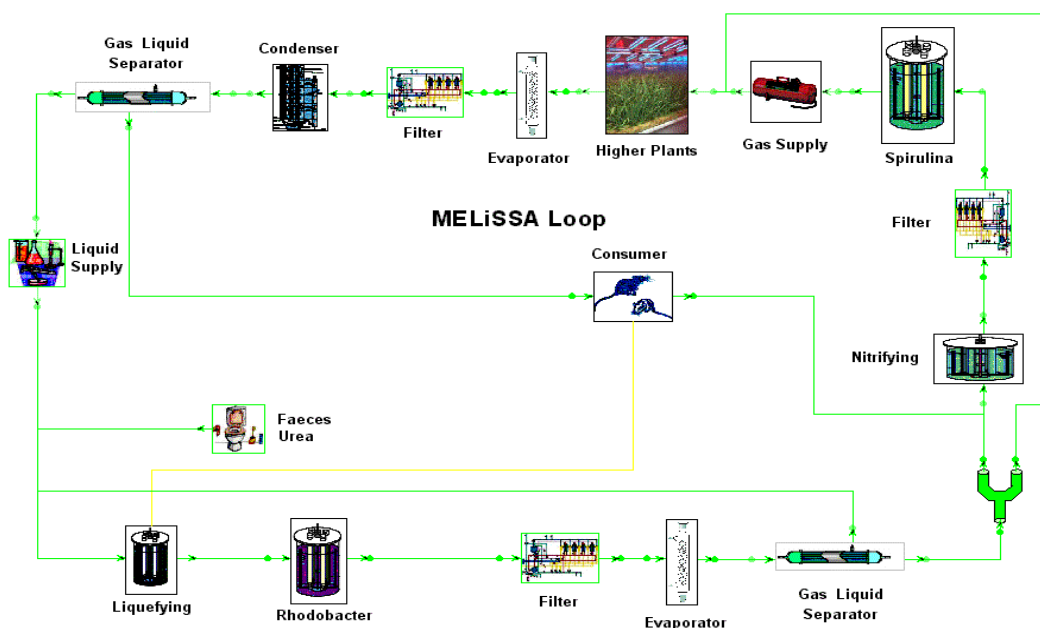 Gas Liquid
Separator
Condenser
Filter
Evaporator
Higher Plants
Gas Supply
Spirulina
MELiSSA Loop
Filter
Liquid
Supply
Consumer
Nitrifying
Faeces
Urea
Liquefying
Rhodobacter
Filter
Evaporator
Gas Liquid
Separator